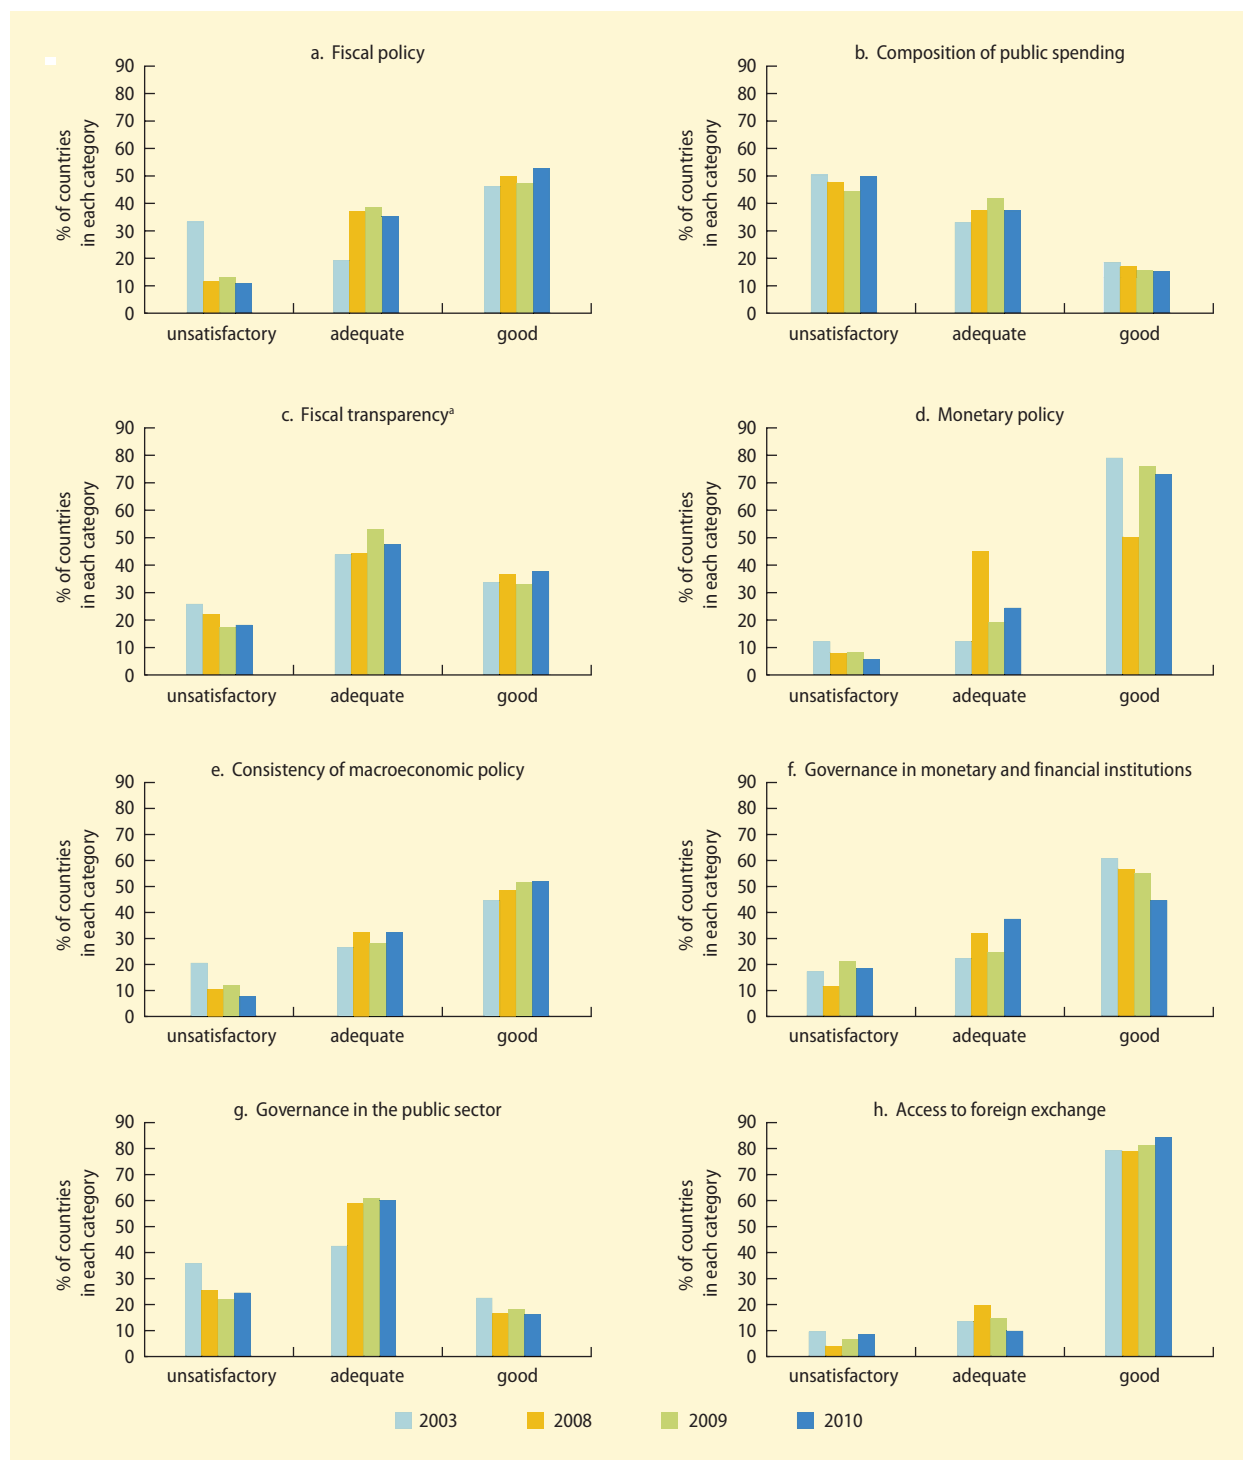 a. Fiscal policy
90
80
70
60
50
40
30
20
10
0
% of countries
in each category
unsatisfactory adequate good
b. Composition of public spending
90
80
70
60
50
40
30
20
10
0
% of countries
in each category
unsatisfactory adequate good
c. Fiscal transparencyᵃ
90
80
70
60
50
40
30
20
10
0
% of countries
in each category
unsatisfactory adequate good
d. Monetary policy
90
80
70
60
50
40
30
20
10
0
% of countries
in each category
unsatisfactory adequate good
e. Consistency of macroeconomic policy
90
80
70
60
50
40
30
20
10
0
% of countries
in each category
unsatisfactory adequate good
f. Governance in monetary and financial institutions
90
80
70
60
50
40
30
20
10
0
% of countries
in each category
unsatisfactory adequate good
g. Governance in the public sector
90
80
70
60
50
40
30
20
10
0
% of countries
in each category
unsatisfactory adequate good
h. Access to foreign exchange
90
80
70
60
50
40
30
20
10
0
% of countries
in each category
unsatisfactory adequate good
2003 2008 2009 2010